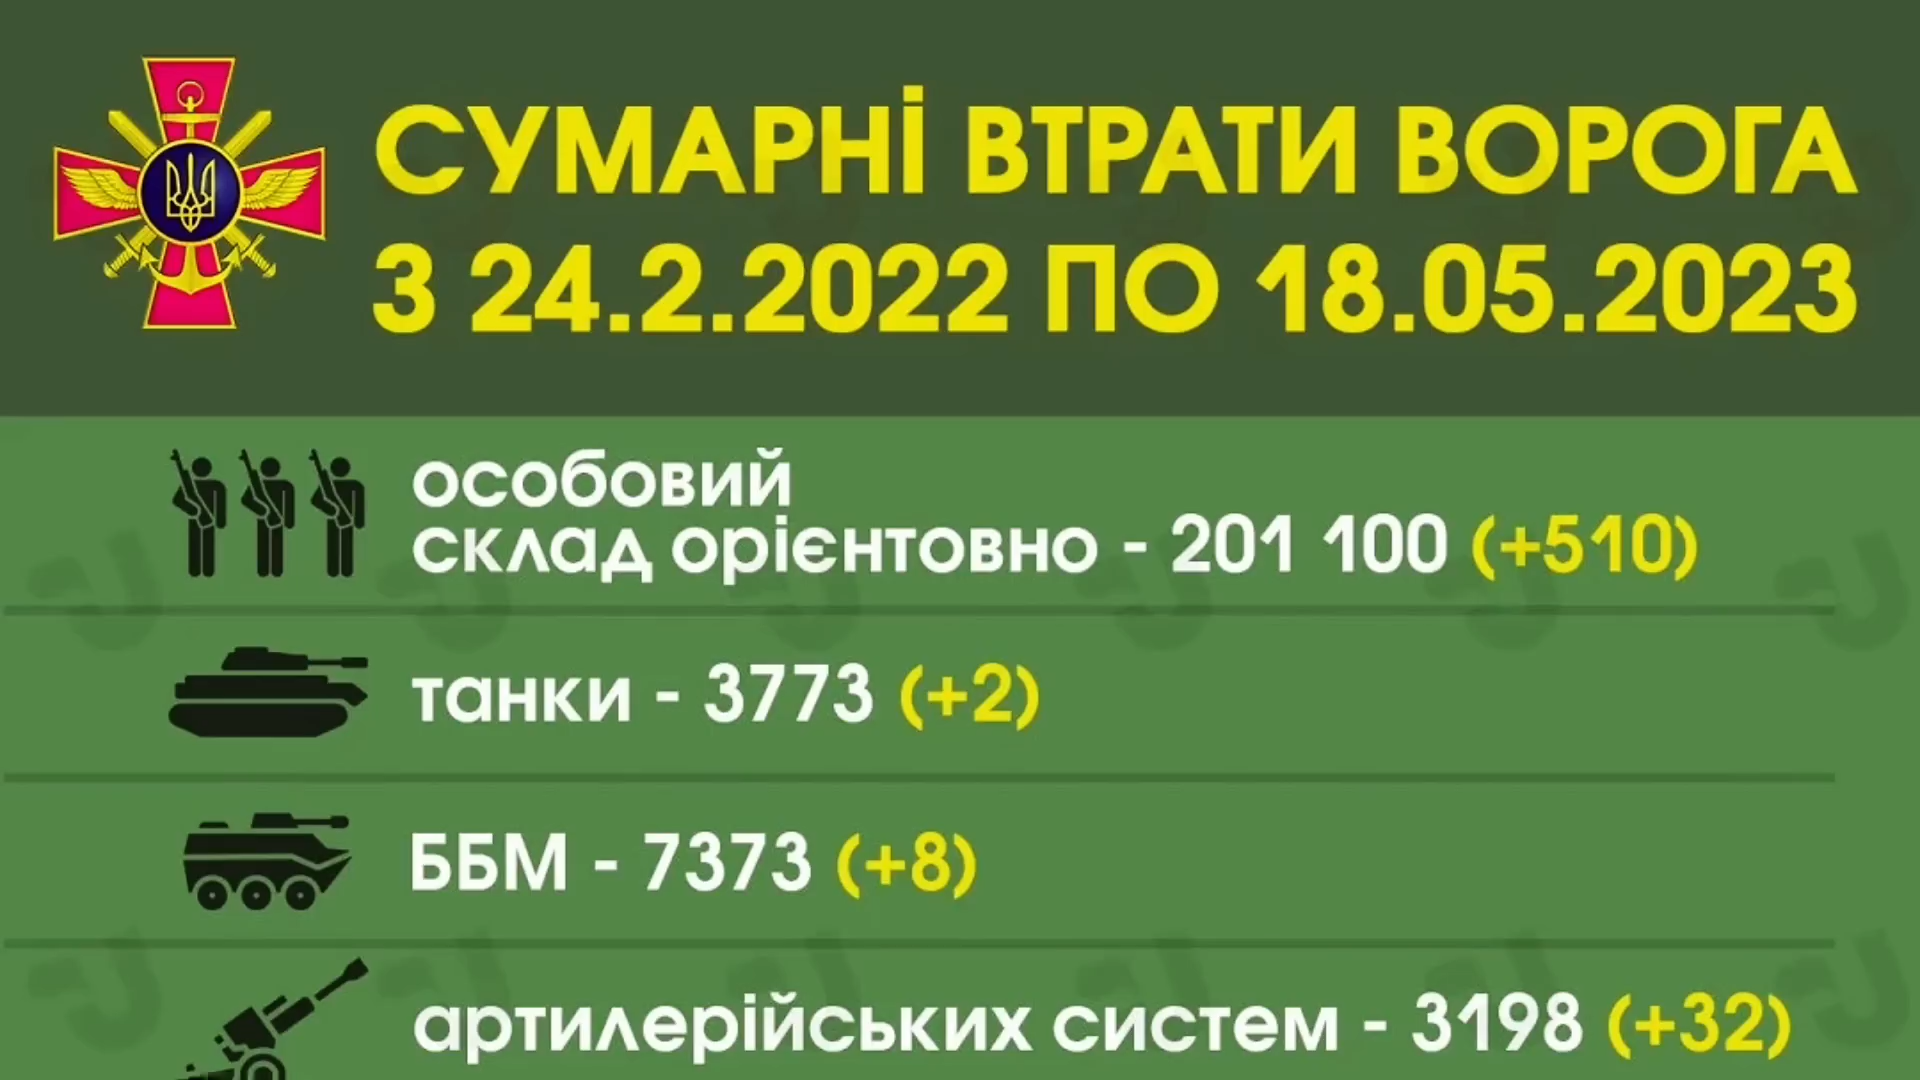 СУМАРНІ ВТРАТИ ВОРОГА
З 24.2.2022 ПО 18.05.2023
особовий
склад орієнтовно - 201 100 (+510)
танки - 3773 (+2)
ББМ - 7373 (+8)
артилерійських систем - 3198 (+32)